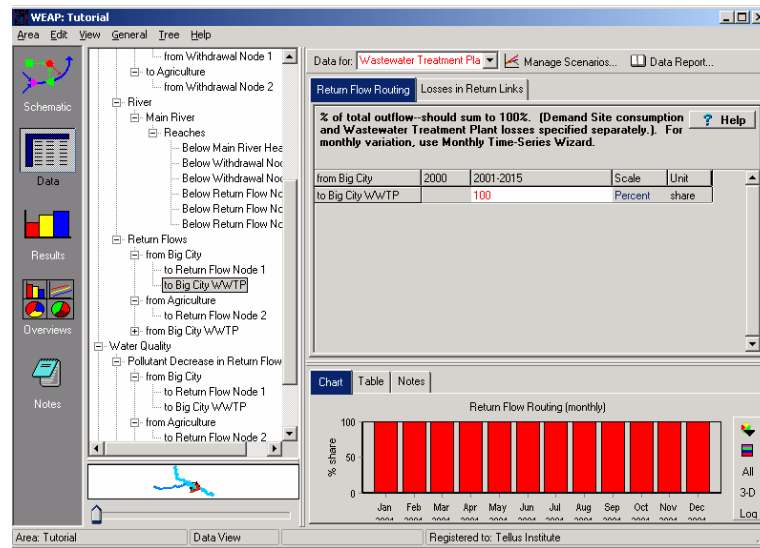 WEAP: Tutorial
Area Edit View General Tree Help
Schematic
Data
Results
Overviews
Notes
from Withdrawal Node 1
to Agriculture
from Withdrawal Node 2
River
Main River
Reaches
Below Main River Hea
Below Withdrawal Noc
Below Withdrawal Noc
Below Return Flow Nc
Below Return Flow Nc
Below Return Flow Nc
Return Flows
from Big City
to Return Flow Node 1
to Big City WWTP
from Agriculture
to Return Flow Node 2
from Big City WWTP
Water Quality
Pollutant Decrease in Return Flow
from Big City
to Return Flow Node 1
to Big City WWTP
from Agriculture
to Return Flow Node 2
Data for: Wastewater Treatment Pla Manage Scenarios... Data Report...
Return Flow Routing Losses in Return Links
% of total outflow--should sum to 100%. (Demand Site consumption
and Wastewater Treatment Plant losses specified separately.). For
monthly variation, use Monthly Time-Series Wizard.
? Help
from Big City 2000 2001-2015 Scale Unit
to Big City WWTP 100 Percent share
Chart Table Notes
Return Flow Routing (monthly)
% share
100
50
0
Jan Feb Mar Apr May Jun Jul Aug Sep Oct Nov Dec
All
3-D
Log
Area: Tutorial Data View Registered to: Tellus Institute